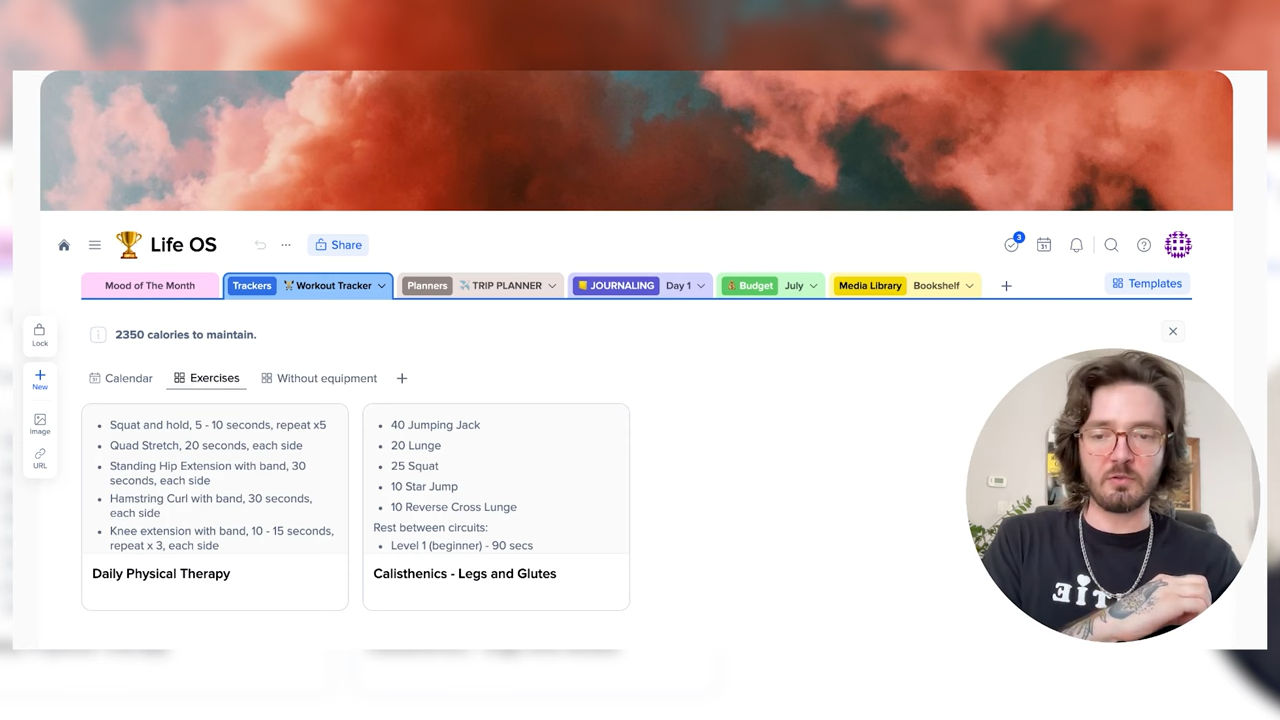 Life OS
Share
3
31
Mood of The Month
Trackers
Workout Tracker
Planners
TRIP PLANNER
JOURNALING
Day 1
Budget
July
Media Library
Bookshelf
Templates
Lock
New
Image
URL
2350 calories to maintain.
Calendar
Exercises
Without equipment
• Squat and hold, 5 - 10 seconds, repeat x5
• Quad Stretch, 20 seconds, each side
• Standing Hip Extension with band, 30
seconds, each side
• Hamstring Curl with band, 30 seconds,
each side
• Knee extension with band, 10 - 15 seconds,
repeat x 3, each side
Daily Physical Therapy
• 40 Jumping Jack
• 20 Lunge
• 25 Squat
• 10 Star Jump
• 10 Reverse Cross Lunge
Rest between circuits:
• Level 1 (beginner) - 90 secs
Calisthenics - Legs and Glutes